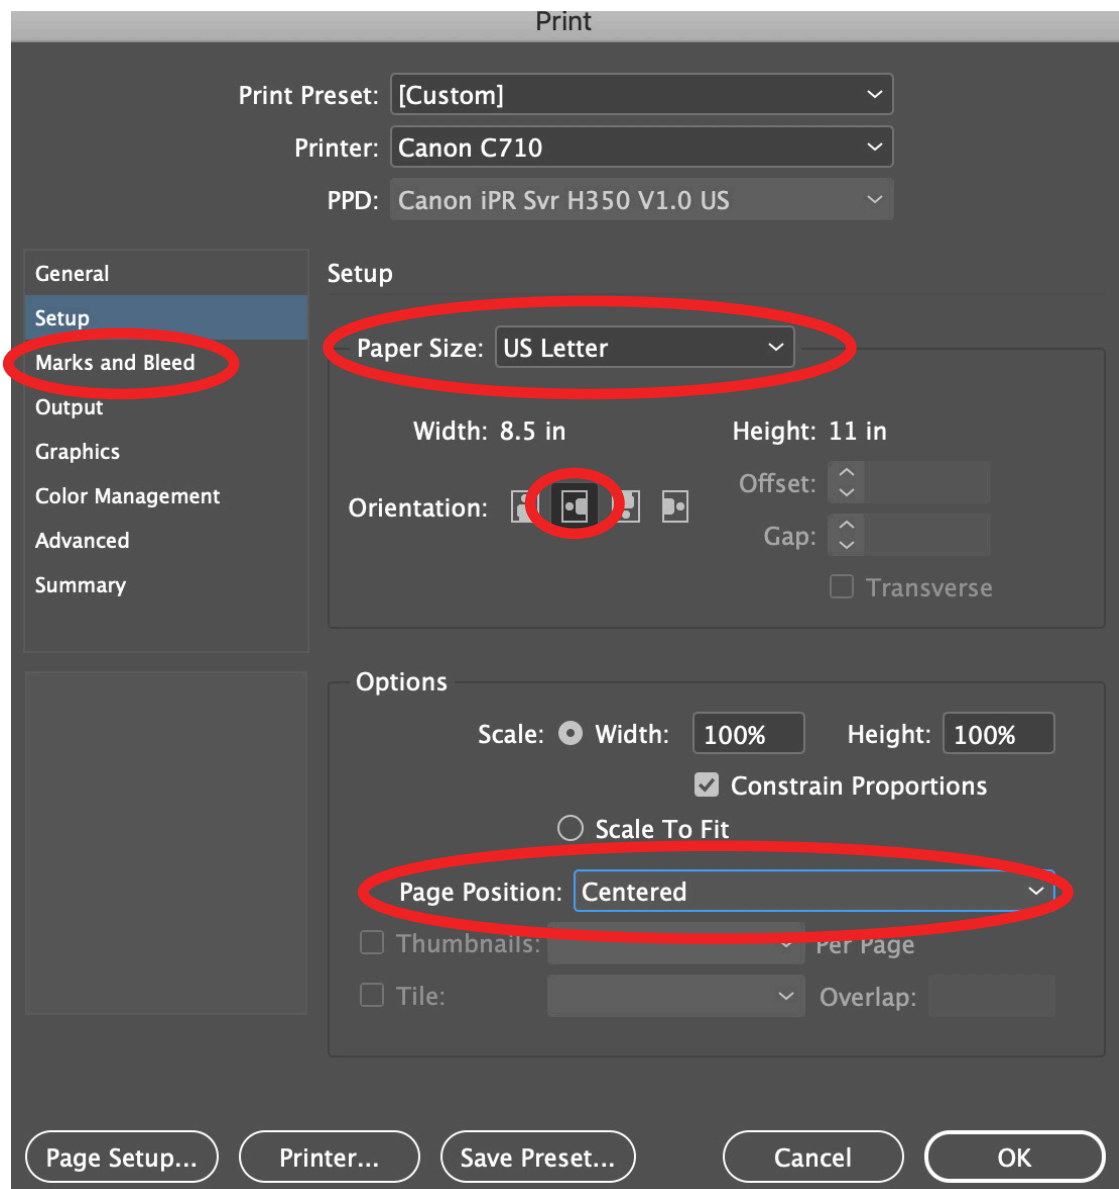 Print
Print Preset: [Custom]
Printer: Canon C710
PPD: Canon iPR Svr H350 V1.0 US
General
Setup
Marks and Bleed
Output
Graphics
Color Management
Advanced
Summary
Setup
Paper Size: US Letter
Width: 8.5 in Height: 11 in
Orientation:
Offset:
Gap:
Transverse
Options
Scale: Width: 100% Height: 100%
Constrain Proportions
Scale To Fit
Page Position: Centered
Thumbnails: Per Page
Tile: Overlap:
Page Setup... Printer... Save Preset... Cancel OK